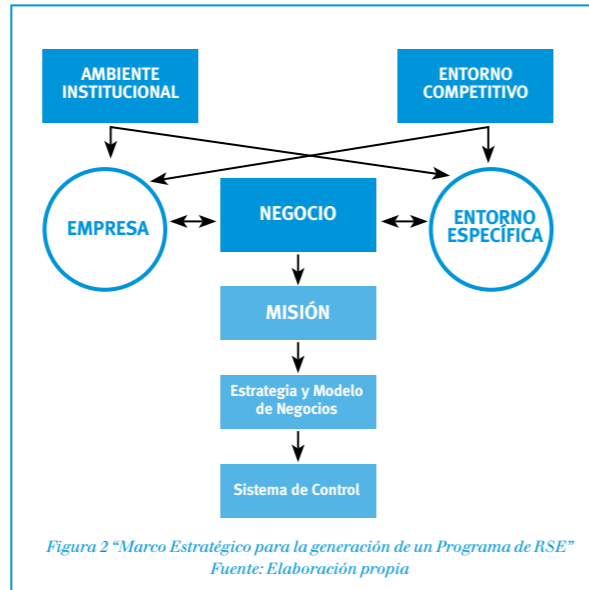 AMBIENTE
INSTITUCIONAL
ENTORNO
COMPETITIVO
EMPRESA
NEGOCIO
ENTORNO
ESPECÍFICA
MISIÓN
Estrategia y Modelo
de Negocios
Sistema de Control
Figura 2 “Marco Estratégico para la generación de un Programa de RSE”
Fuente: Elaboración propia